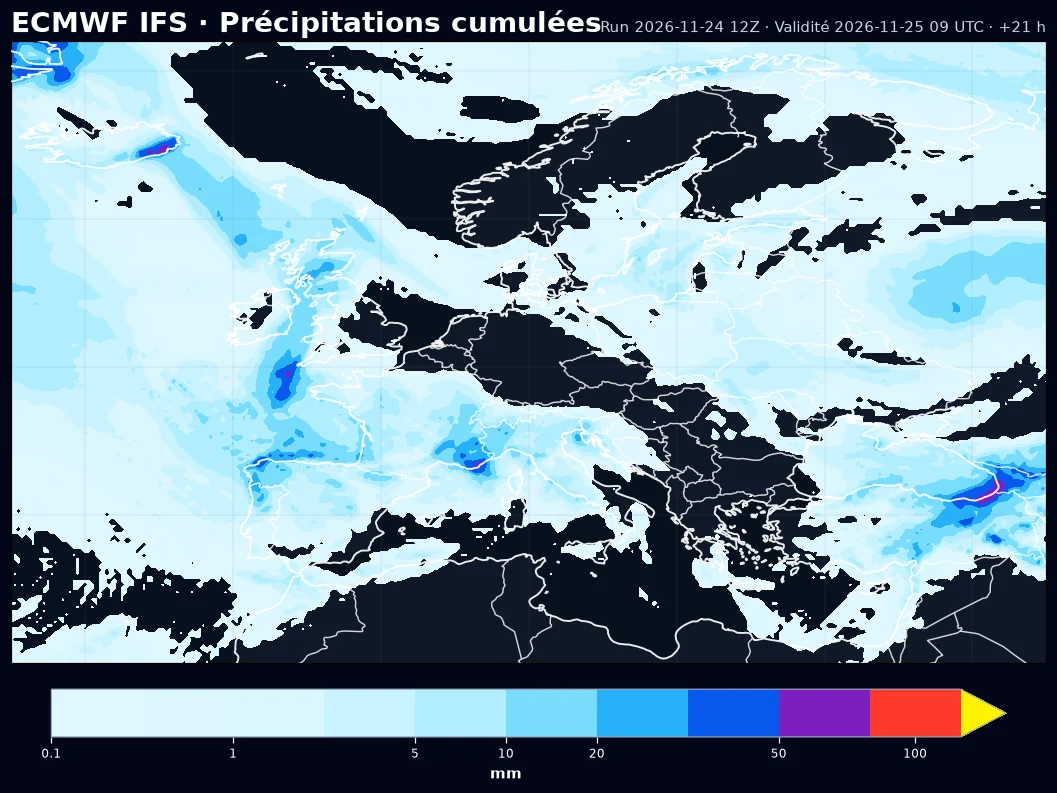 ECMWF IFS · Précipitations cumulées
Run 2026-11-24 12Z · Validité 2026-11-25 09 UTC · +21 h
0.1 1 5 10 20 50 100
mm